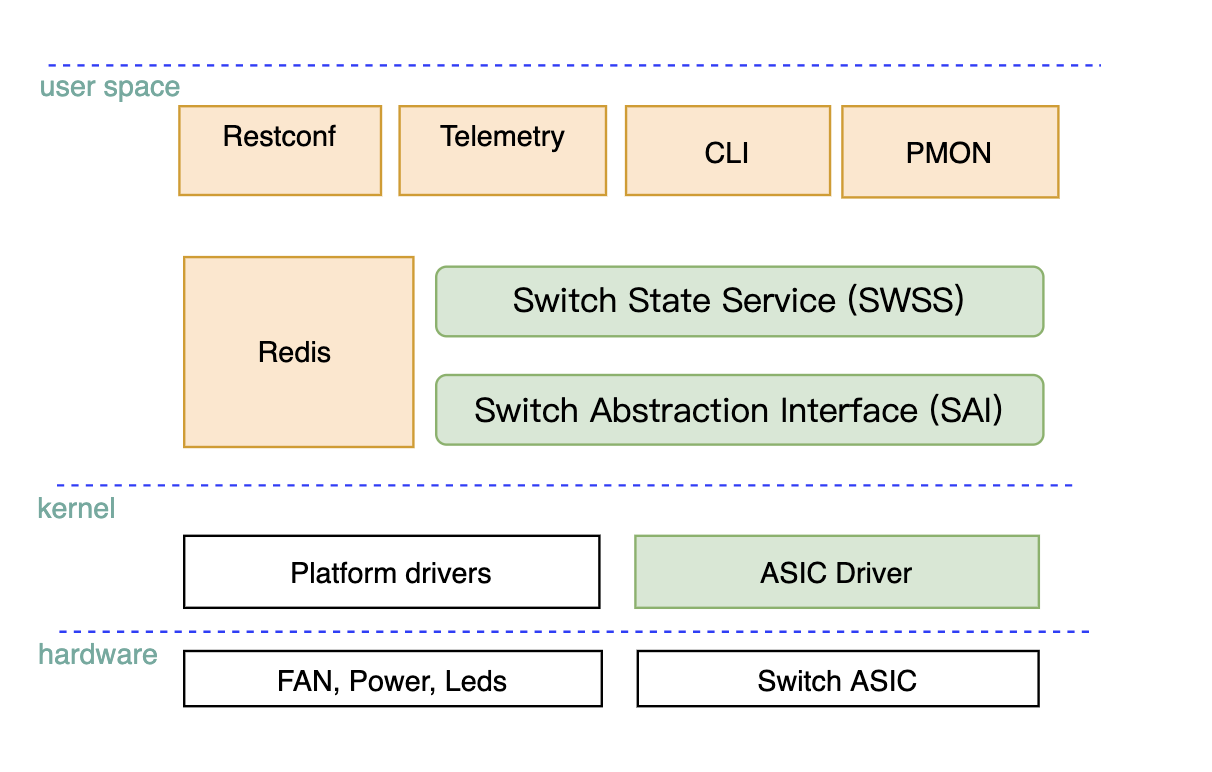 user space
Restconf
Telemetry
CLI
PMON
Redis
Switch State Service (SWSS)
Switch Abstraction Interface (SAI)
kernel
Platform drivers
ASIC Driver
hardware
FAN, Power, Leds
Switch ASIC